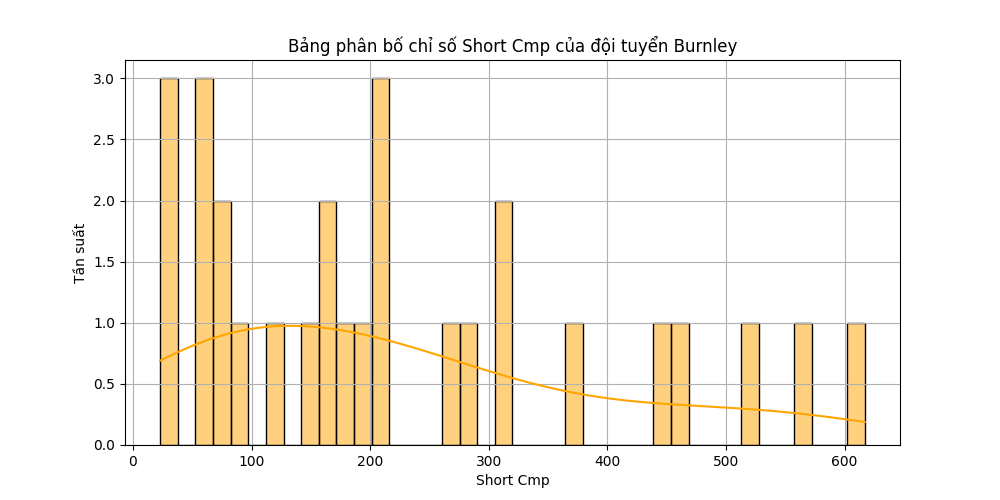 Bảng phân bố chỉ số Short Cmp của đội tuyển Burnley
Tần suất
3.0
2.5
2.0
1.5
1.0
0.5
0.0
0 100 200 300 400 500 600
Short Cmp